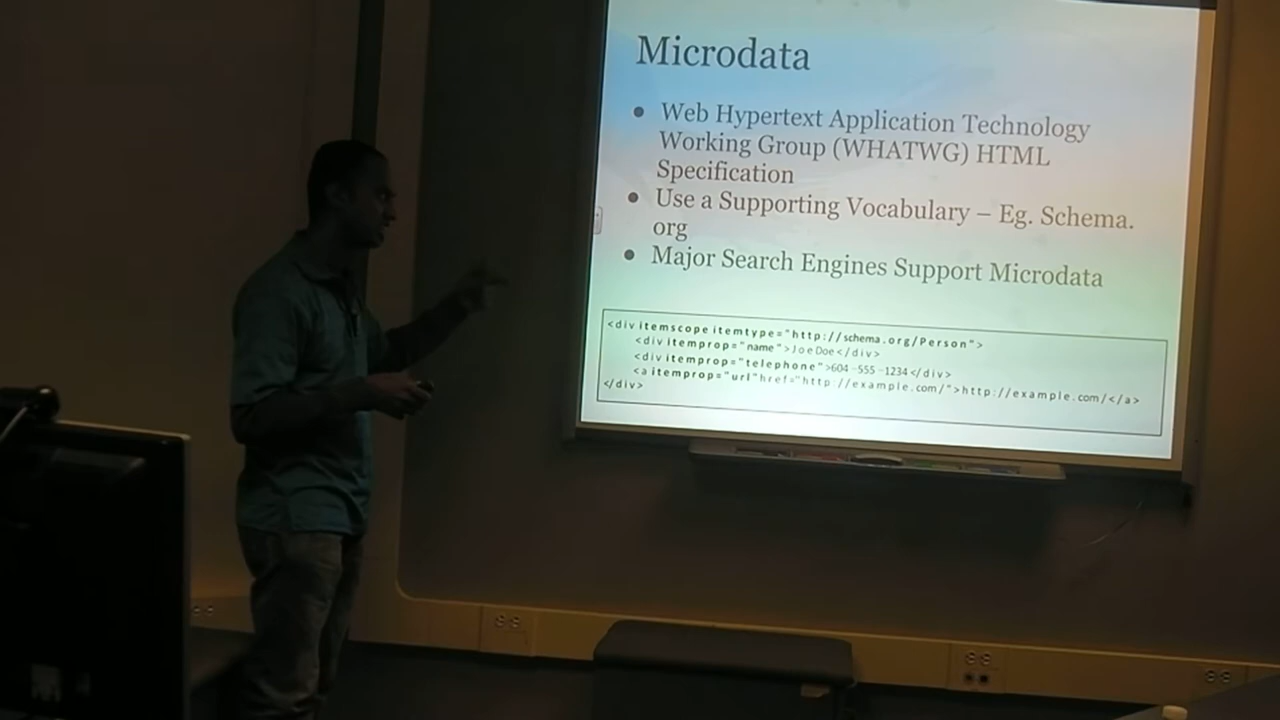 Microdata
• Web Hypertext Application Technology
Working Group (WHATWG) HTML
Specification
• Use a Supporting Vocabulary – Eg. Schema.
org
• Major Search Engines Support Microdata
<div itemscope itemtype="http://schema.org/Person">
<div itemprop="name">Joe Doe</div>
<div itemprop="telephone">604-555-1234</div>
<a itemprop="url" href="http://example.com/">http://example.com/</a>
</div>